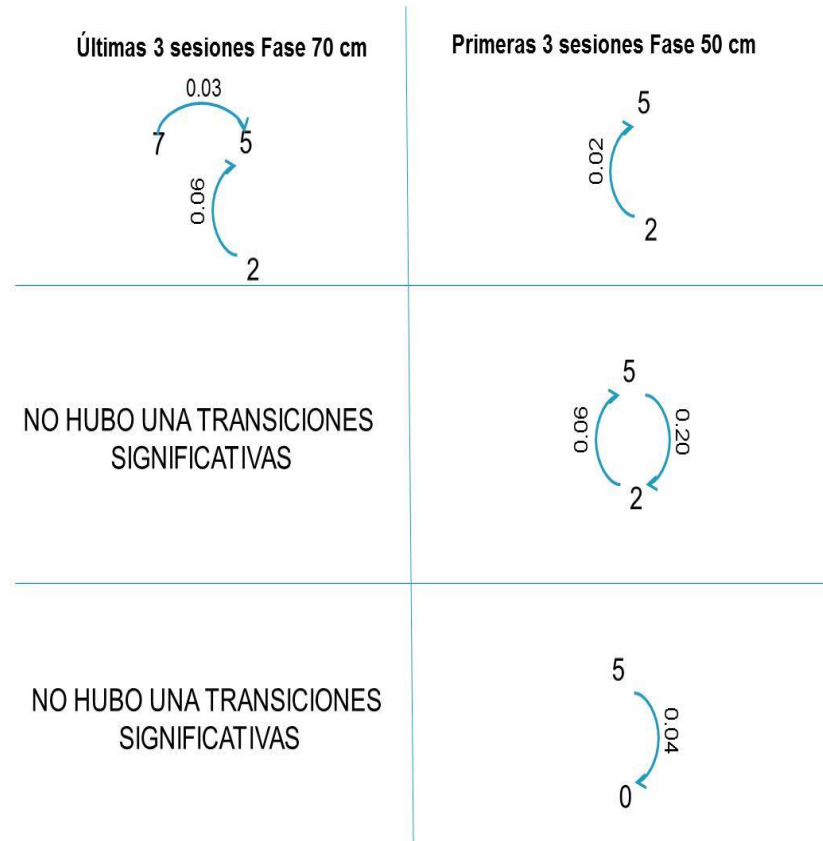 Últimas 3 sesiones Fase 70 cm
Primeras 3 sesiones Fase 50 cm
0.03
7
5
0.06
2
5
0.02
2
NO HUBO UNA TRANSICIONES
SIGNIFICATIVAS
5
0.06
0.20
2
NO HUBO UNA TRANSICIONES
SIGNIFICATIVAS
5
0.04
0